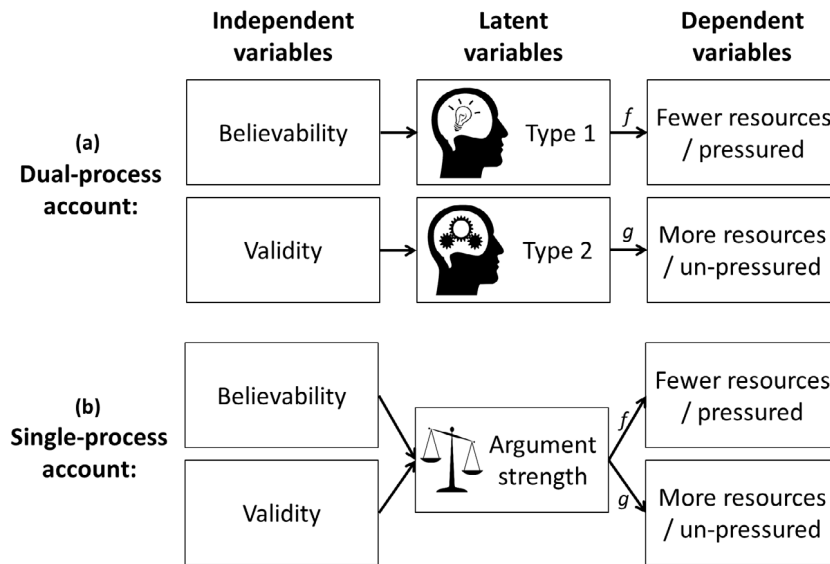 Independent variables
Latent variables
Dependent variables
(a)
Dual-process
account:
Believability
Type 1
f
Fewer resources
/ pressured
Validity
Type 2
g
More resources
/ un-pressured
(b)
Single-process
account:
Believability
Validity
Argument
strength
f
g
Fewer resources
/ pressured
More resources
/ un-pressured